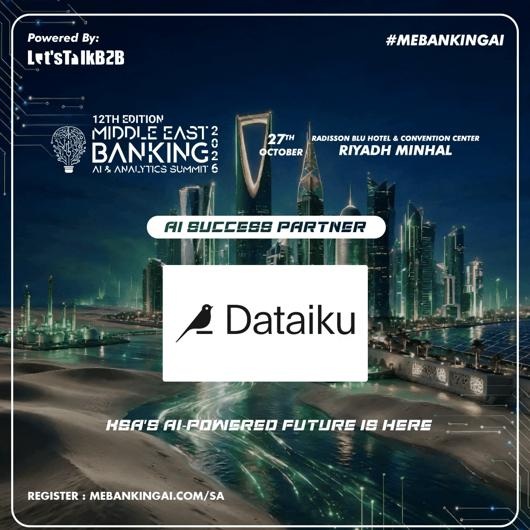 Powered By:
Let'sTalkB2B
#MEBANKINGAI
12TH EDITION
MIDDLE EAST
BANKING
AI & ANALYTICS SUMMIT
2026
27TH
OCTOBER
RADISSON BLU HOTEL & CONVENTION CENTER
RIYADH MINHAL
AI SUCCESS PARTNER
Dataiku
KSA'S AI-POWERED FUTURE IS HERE
REGISTER : MEBANKINGAI.COM/SA